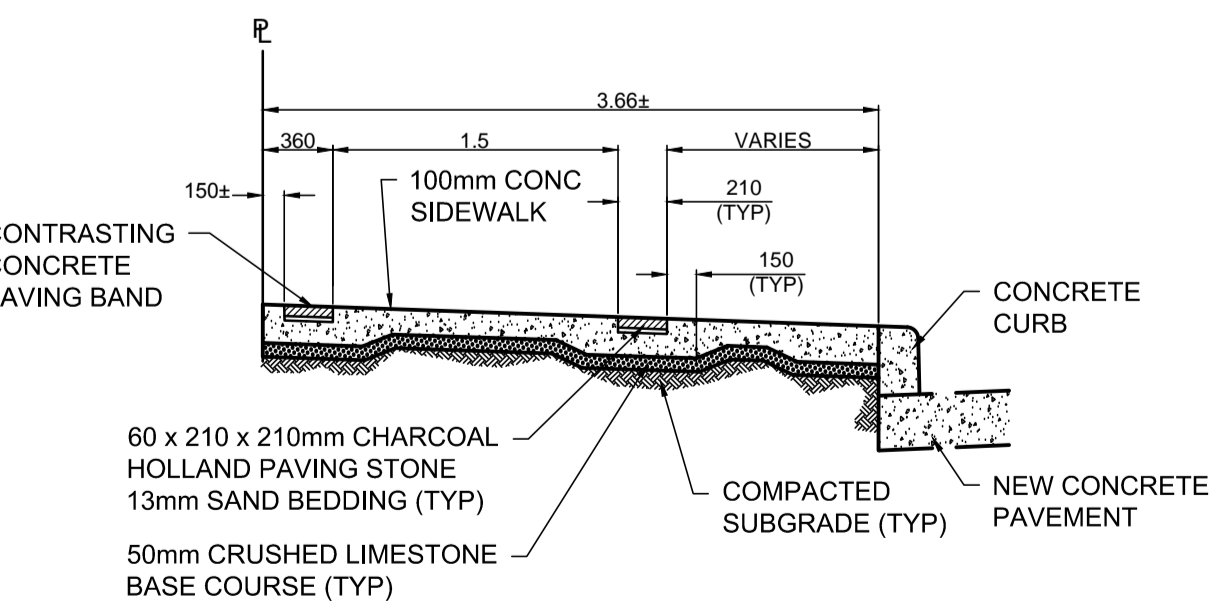 PL
3.66±
360
1.5
VARIES
150±
100mm CONC
SIDEWALK
210
(TYP)
150
(TYP)
CONTRASTING
CONCRETE
PAVING BAND
CONCRETE
CURB
60 x 210 x 210mm CHARCOAL
HOLLAND PAVING STONE
13mm SAND BEDDING (TYP)
50mm CRUSHED LIMESTONE
BASE COURSE (TYP)
COMPACTED
SUBGRADE (TYP)
NEW CONCRETE
PAVEMENT